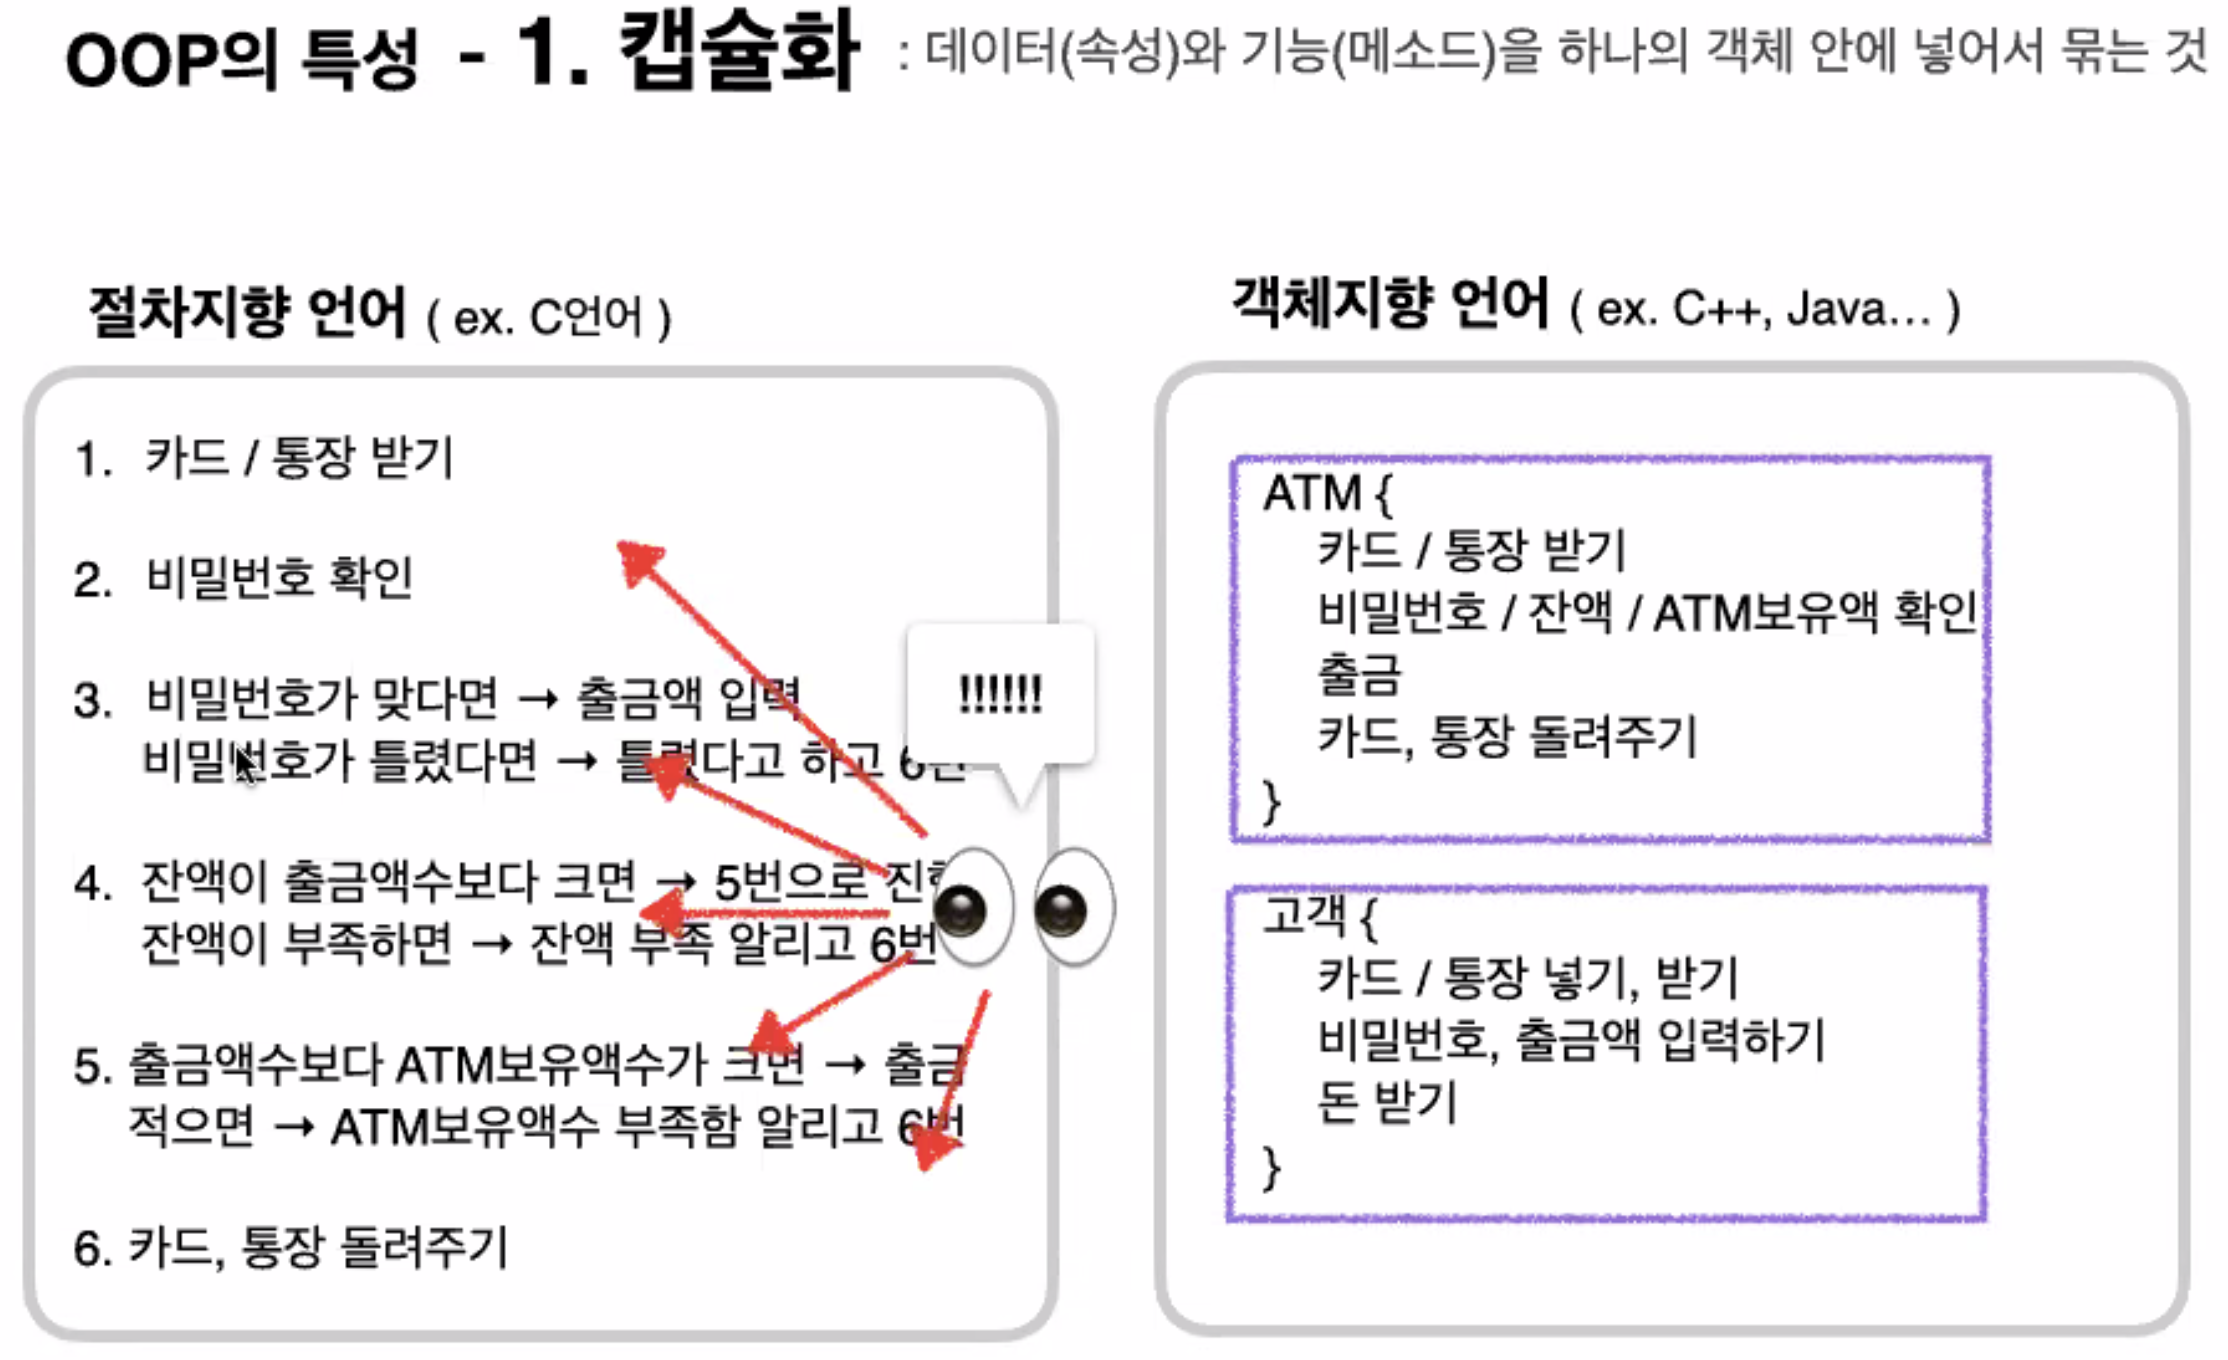 OOP의 특성 - 1. 캡슐화 : 데이터(속성)와 기능(메소드)을 하나의 객체 안에 넣어서 묶는 것
절차지향 언어 ( ex. C언어 )
1. 카드 / 통장 받기
2. 비밀번호 확인
3. 비밀번호가 맞다면 → 출금액 입력
비밀번호가 틀렸다면 → 틀렸다고 하고 6번
4. 잔액이 출금액수보다 크면 → 5번으로
잔액이 부족하면 → 잔액 부족 알리고 6번
5. 출금액수보다 ATM보유액수가 크면 → 출금
적으면 → ATM보유액수 부족함 알리고 6번
6. 카드, 통장 돌려주기
!!!!!!
객체지향 언어 ( ex. C++, Java... )
ATM {
카드 / 통장 받기
비밀번호 / 잔액 / ATM보유액 확인
출금
카드, 통장 돌려주기
}
고객 {
카드 / 통장 넣기, 받기
비밀번호, 출금액 입력하기
돈 받기
}